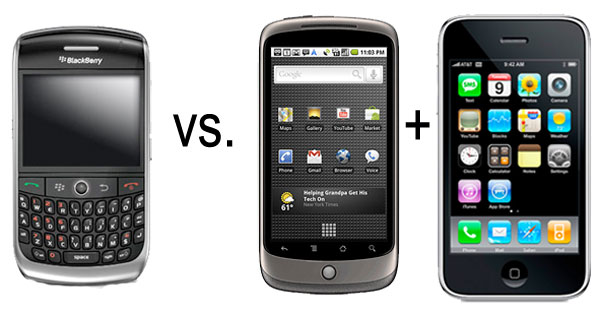 BlackBerry
vs.
11:03 PM
Google
Maps Gallery YouTube Market
Phone Gmail Browser Voice
61°
Helping Grandpa Get His
Tech On
New York Times
+
AT&T 9:42 AM
SMS 9
Text Calendar Photos Camera
YouTube Stocks Maps Weather
Clock Calculator Notes Settings
iTunes App Store
Phone Mail Safari iPod
space